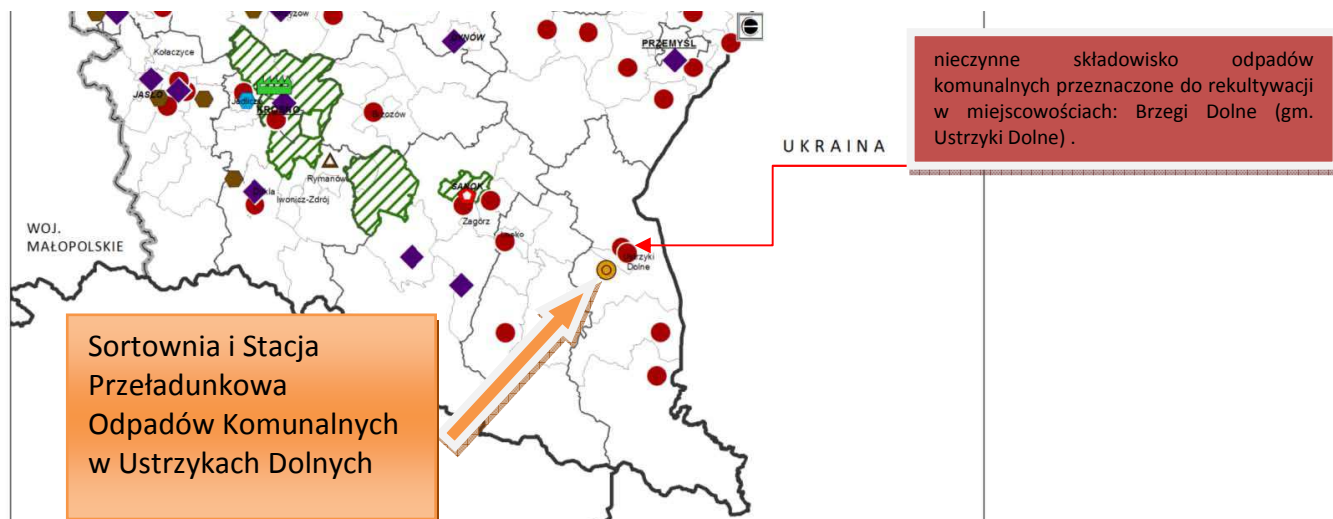 DYNÓW
PRZEMYŚL
Kołaczyce
JASŁO
Jedlicze
KROSNO
Brzozów
Rymanów
Iwonicz-Zdrój
SANOK
Zagórz
Dolne
WOJ.
MAŁOPOLSKIE
UKRAINA
nieczynne składowisko odpadów
komunalnych przeznaczone do rekultywacji
w miejscowościach: Brzegi Dolne (gm.
Ustrzyki Dolne) .
Sortownia i Stacja
Przeładunkowa
Odpadów Komunalnych
w Ustrzykach Dolnych